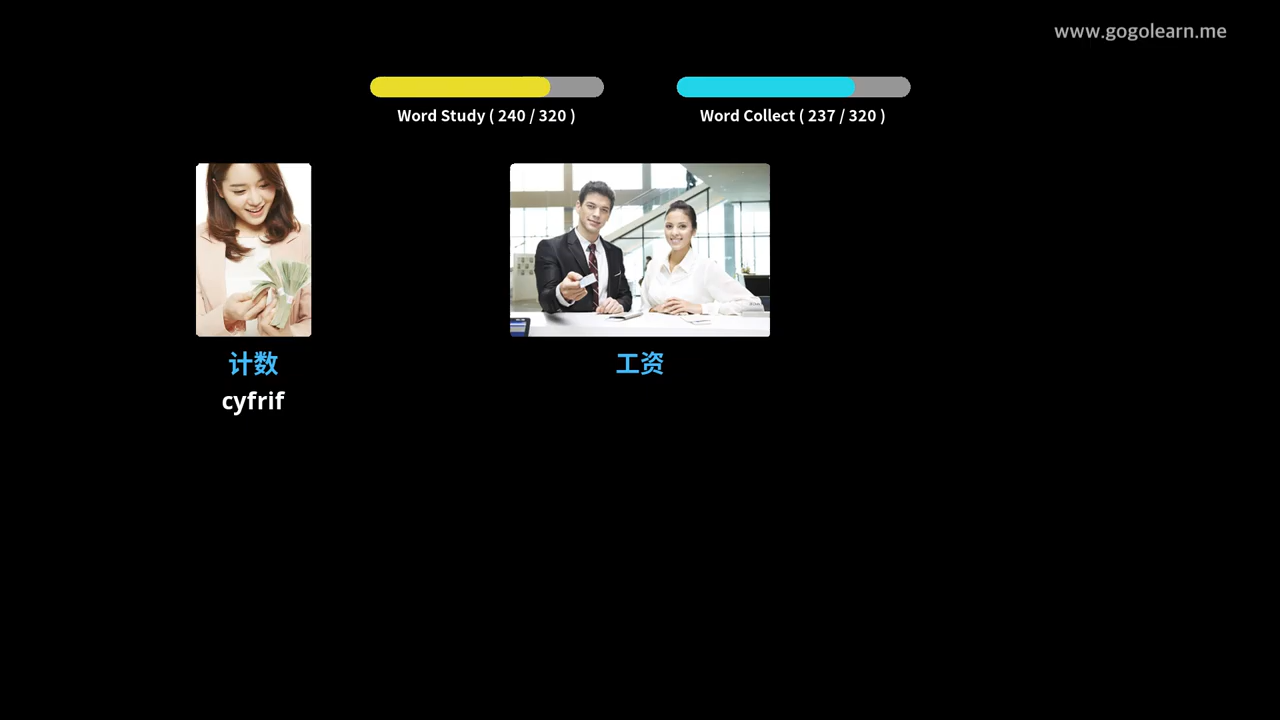 www.gogolearn.me
Word Study ( 240 / 320 )
Word Collect ( 237 / 320 )
计数
工资
cyfrif